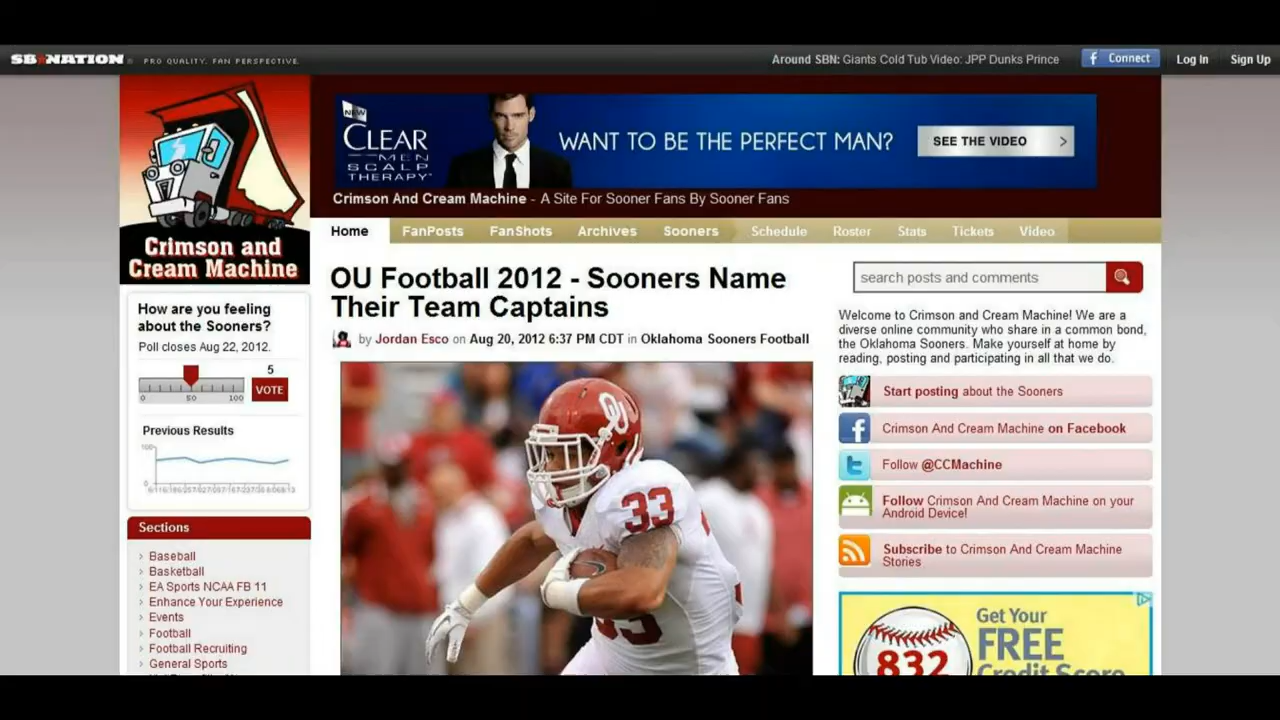 SB NATION PRO QUALITY. FAN PERSPECTIVE.
Around SBN: Giants Cold Tub Video: JPP Dunks Prince
f Connect
Log In
Sign Up
Crimson and
Cream Machine
NEW
CLEAR
MEN
SCALP
THERAPY
WANT TO BE THE PERFECT MAN?
SEE THE VIDEO >
Crimson And Cream Machine - A Site For Sooner Fans By Sooner Fans
Home FanPosts FanShots Archives Sooners Schedule Roster Stats Tickets Video
How are you feeling
about the Sooners?
Poll closes Aug 22, 2012.
5
VOTE
0 50 100
Previous Results
100
0
Sections
Baseball
Basketball
EA Sports NCAA FB 11
Enhance Your Experience
Events
Football
Football Recruiting
General Sports
OU Football 2012 - Sooners Name
Their Team Captains
by Jordan Esco on Aug 20, 2012 6:37 PM CDT in Oklahoma Sooners Football
OU
33
33
search posts and comments
Welcome to Crimson and Cream Machine! We are a
diverse online community who share in a common bond,
the Oklahoma Sooners. Make yourself at home by
reading, posting and participating in all that we do.
Start posting about the Sooners
Crimson And Cream Machine on Facebook
Follow @CCMachine
Follow Crimson And Cream Machine on your
Android Device!
Subscribe to Crimson And Cream Machine
Stories
Get Your
FREE
Credit Score
832